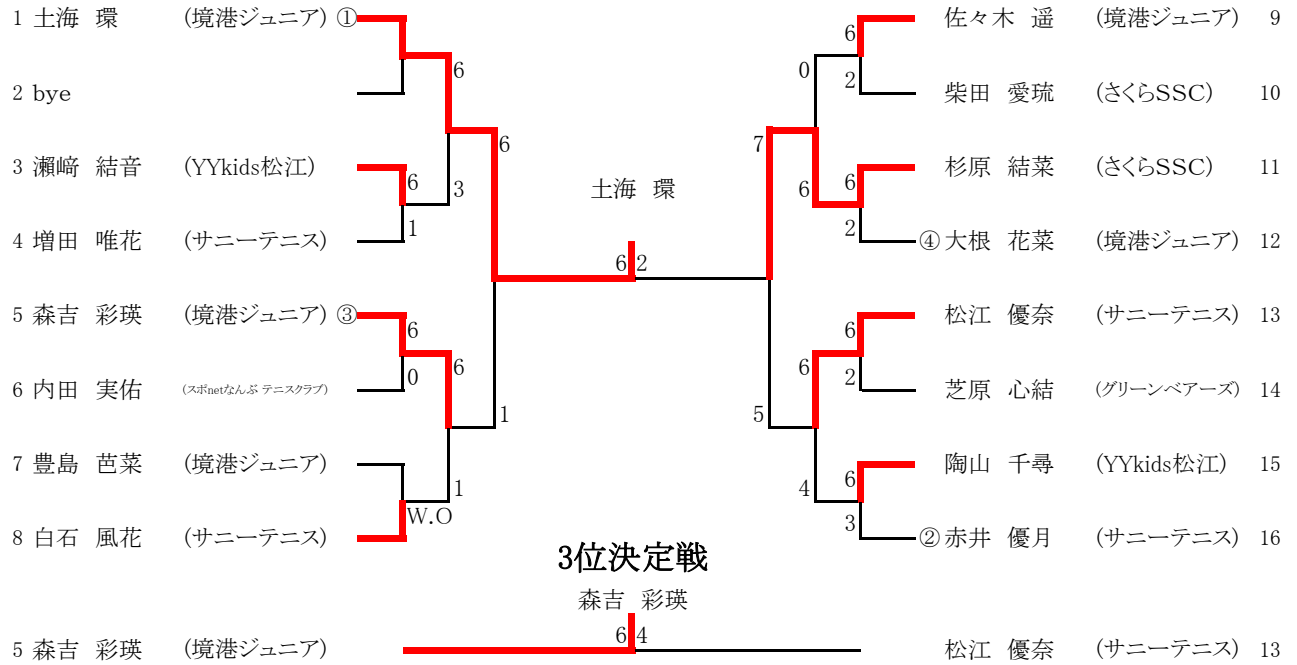 1 土海 環 (境港ジュニア) ① 佐々木 遥 (境港ジュニア) 9
6
6 0
2 bye 2 柴田 愛琉 (さくらSSC) 10
6 7
3 瀬﨑 結音 (YYkids松江) 杉原 結菜 (さくらSSC) 11
6 3 土海 環 6 6
4 増田 唯花 (サニーテニス) 1 2 ④ 大根 花菜 (境港ジュニア) 12
6 2
5 森吉 彩瑛 (境港ジュニア) ③ 松江 優奈 (サニーテニス) 13
6 6
6 6
6 内田 実佑 (スポnetなんぶ テニスクラブ) 0 2 芝原 心結 (グリーンベアーズ) 14
1 5
7 豊島 芭菜 (境港ジュニア) 陶山 千尋 (YYkids松江) 15
1 4 6
W.O 3
8 白石 風花 (サニーテニス) ② 赤井 優月 (サニーテニス) 16
3位決定戦
森吉 彩瑛
6 4
5 森吉 彩瑛 (境港ジュニア) 松江 優奈 (サニーテニス) 13